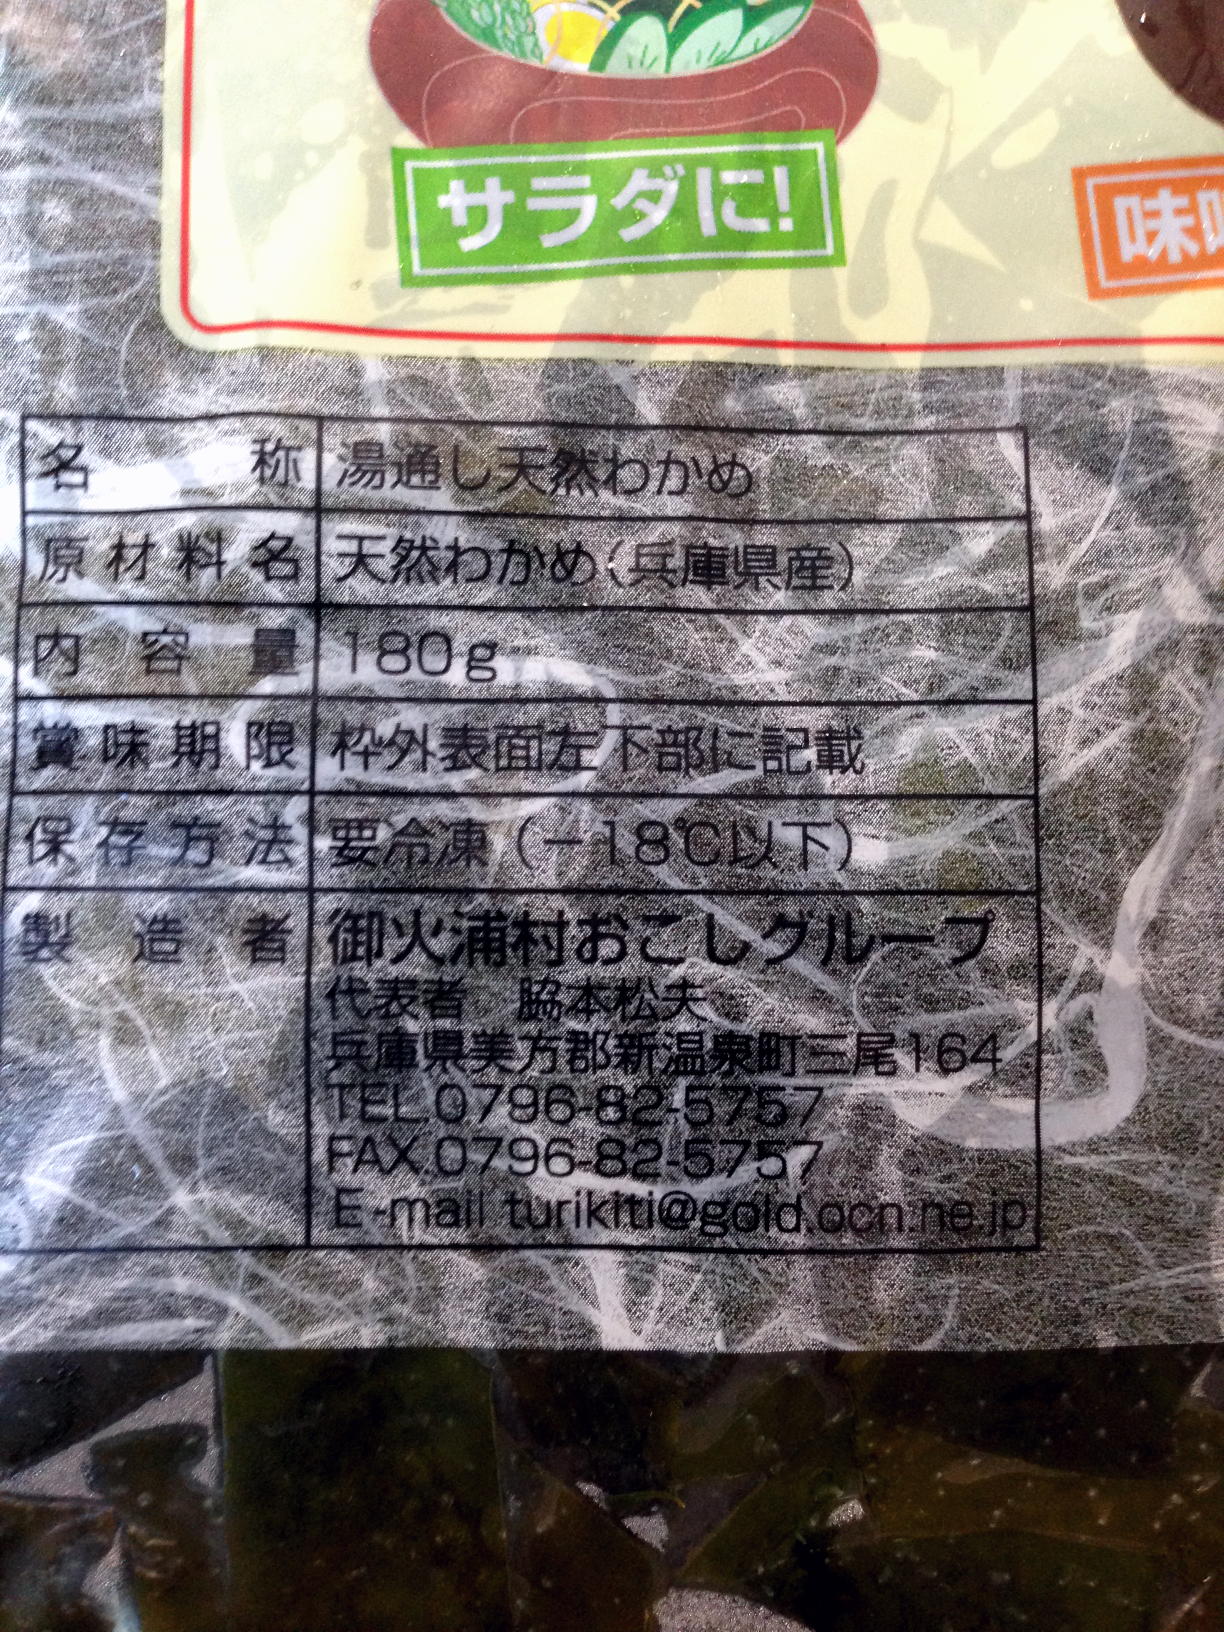 サラダに!
味
名称 湯通し天然わかめ
原材料名 天然わかめ(兵庫県産)
内容量 180g
賞味期限 枠外表面左下部に記載
保存方法 要冷凍(-18℃以下)
製造者 御火浦村おこしグループ
代表者 脇本松夫
兵庫県美方郡新温泉町三尾164
TEL.0796-82-5757
FAX.0796-82-5757
E-mail turikiti@gold.ocn.ne.jp